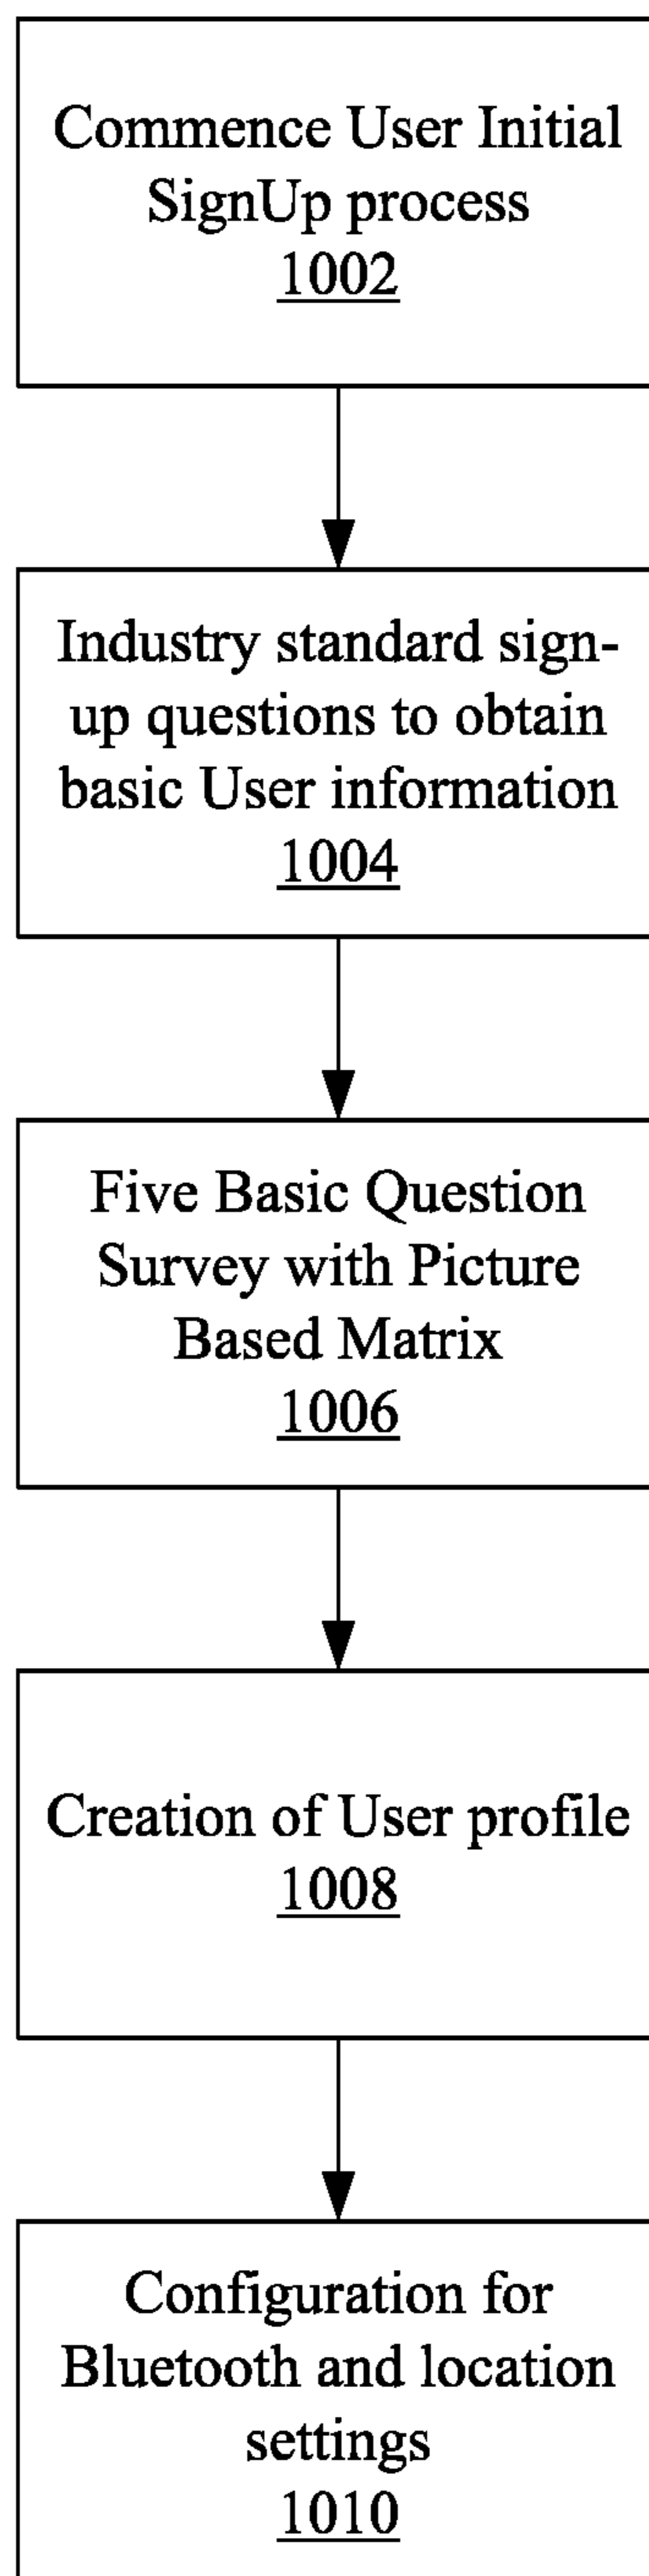 Commence User Initial
SignUp process
1002
Industry standard sign-
up questions to obtain
basic User information
1004
Five Basic Question
Survey with Picture
Based Matrix
1006
Creation of User profile
1008
Configuration for
Bluetooth and location
settings
1010